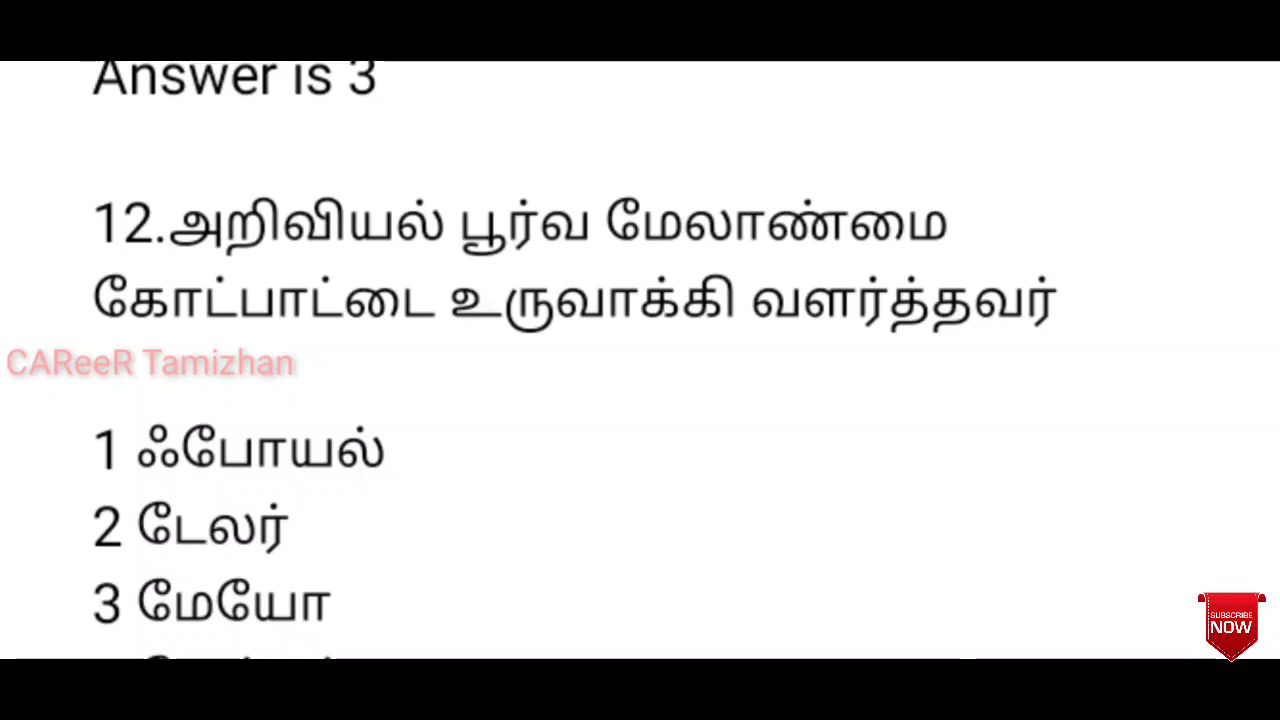 Answer is 3
12.அறிவியல் பூர்வ மேலாண்மை
கோட்பாட்டை உருவாக்கி வளர்த்தவர்
CAReeR Tamizhan
1 ஃபோயல்
2 டேலர்
3 மேயோ
SUBSCRIBE
NOW